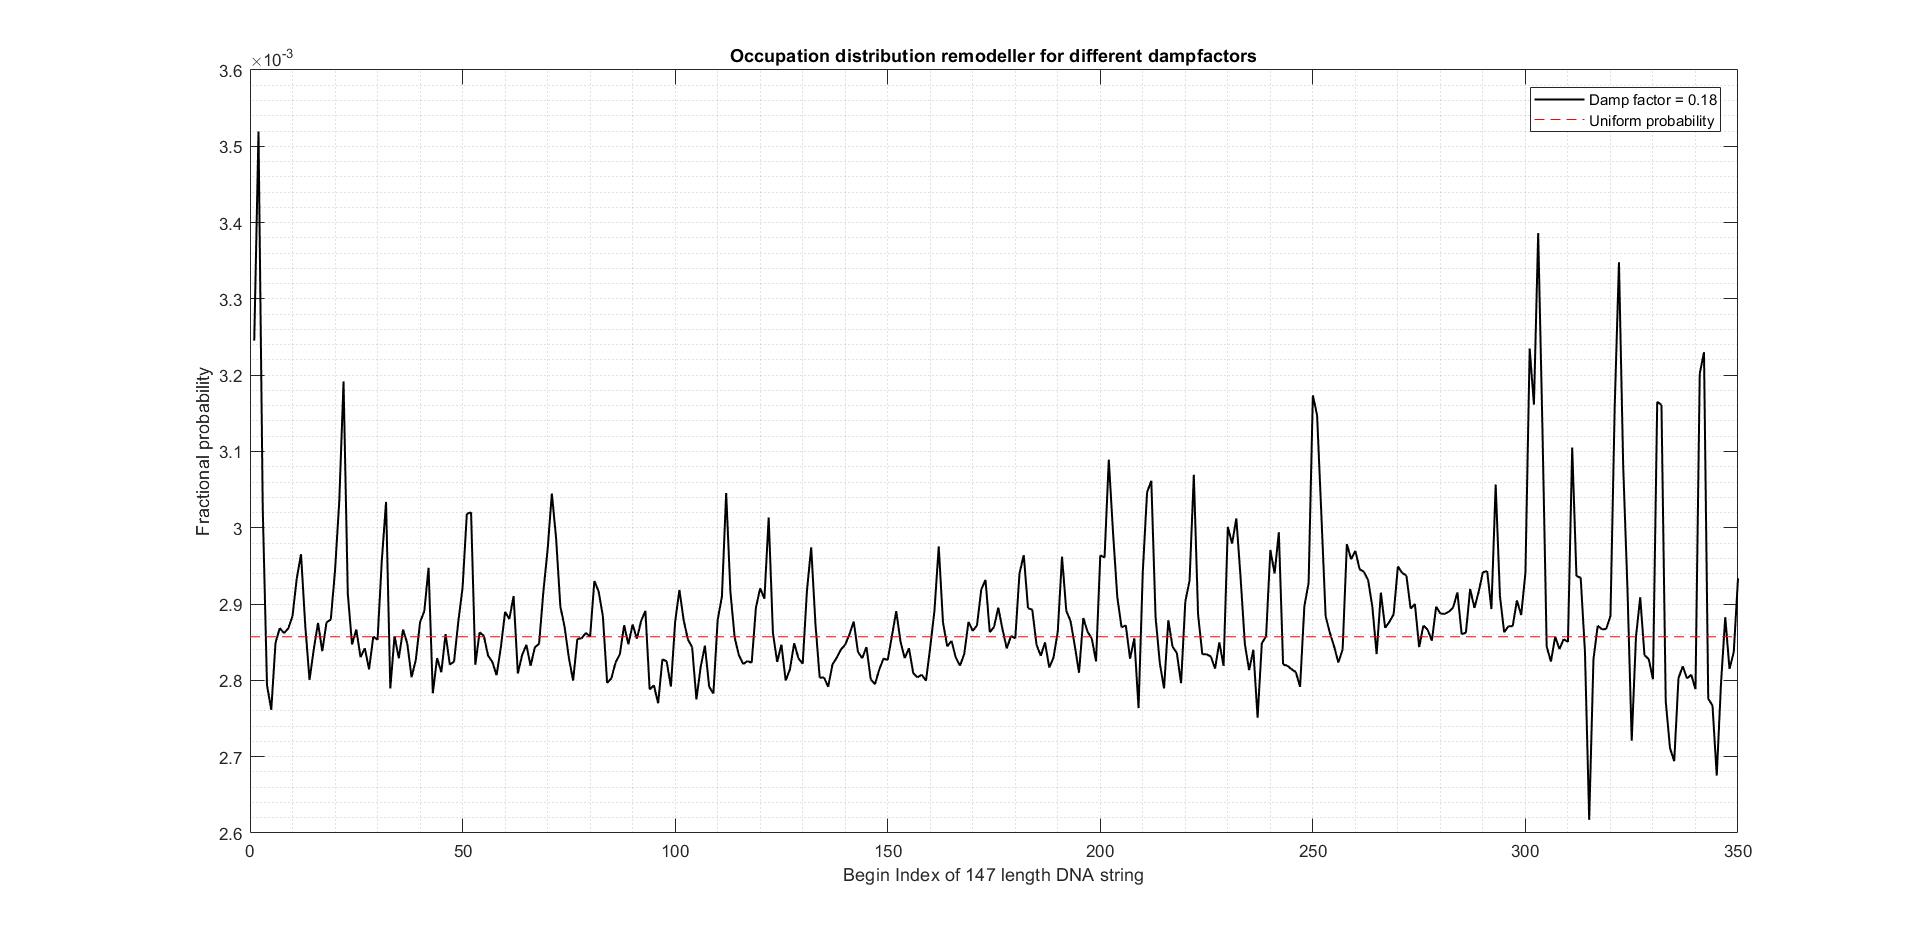 Occupation distribution remodeller for different dampfactors
×10-3
3.6
3.5
3.4
3.3
3.2
3.1
3
2.9
2.8
2.7
2.6
Fractional probability
Damp factor = 0.18
Uniform probability
0 50 100 150 200 250 300 350
Begin Index of 147 length DNA string